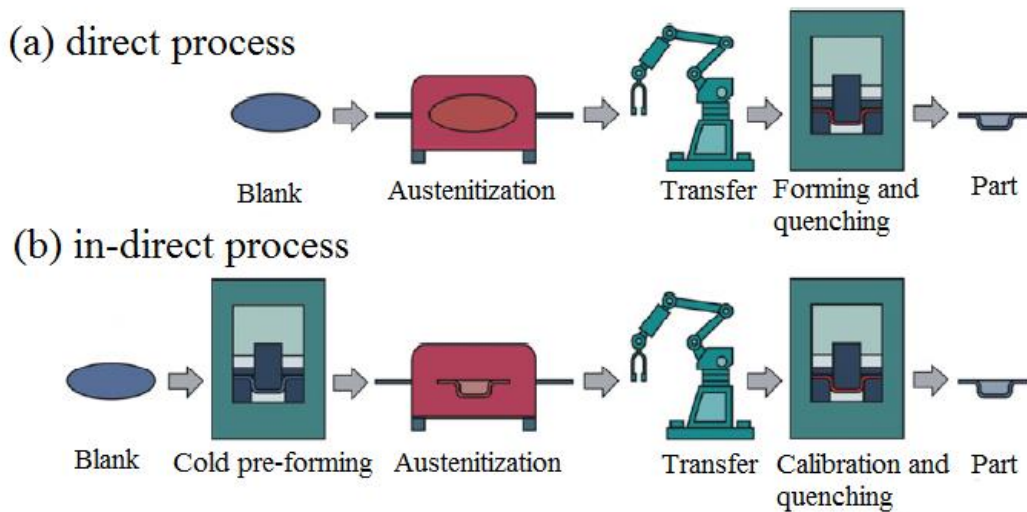 (a) direct process
Blank
Austenitization
Transfer
Forming and
quenching
Part
(b) in-direct process
Blank
Cold pre-forming
Austenitization
Transfer
Calibration and
quenching
Part